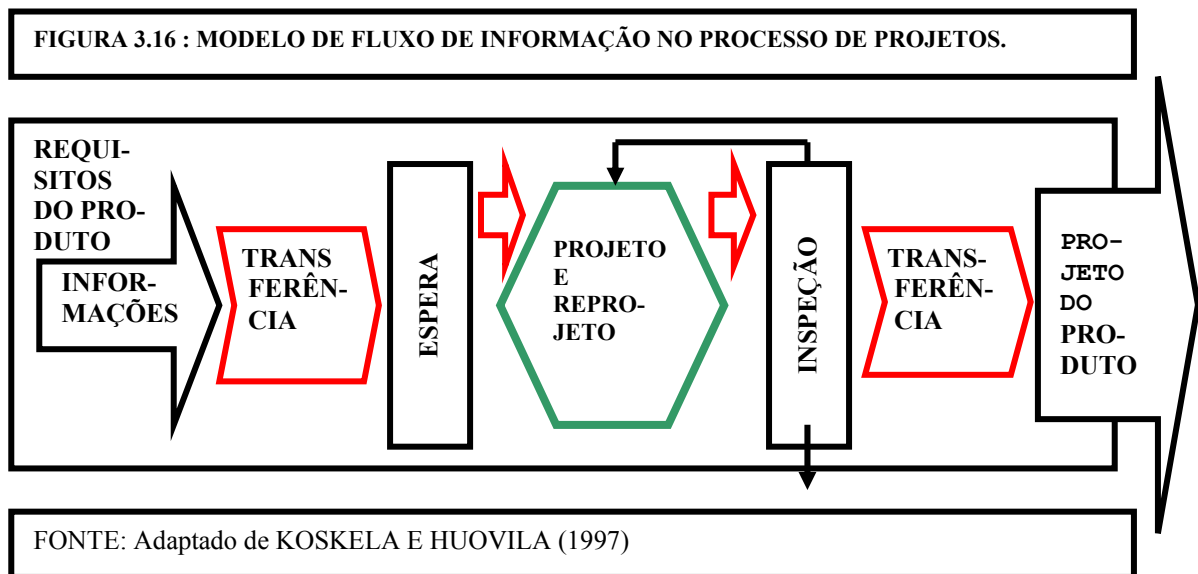 FIGURA 3.16 : MODELO DE FLUXO DE INFORMAÇÃO NO PROCESSO DE PROJETOS.
REQUI-
SITOS
DO PRO-
DUTO
INFOR-
MAÇÕES
TRANS
FERÊN-
CIA
ESPERA
PROJETO
E
REPRO-
JETO
INSPEÇÃO
TRANS-
FERÊN-
CIA
PRO-
JETO
DO
PRO-
DUTO
FONTE: Adaptado de KOSKELA E HUOVILA (1997)